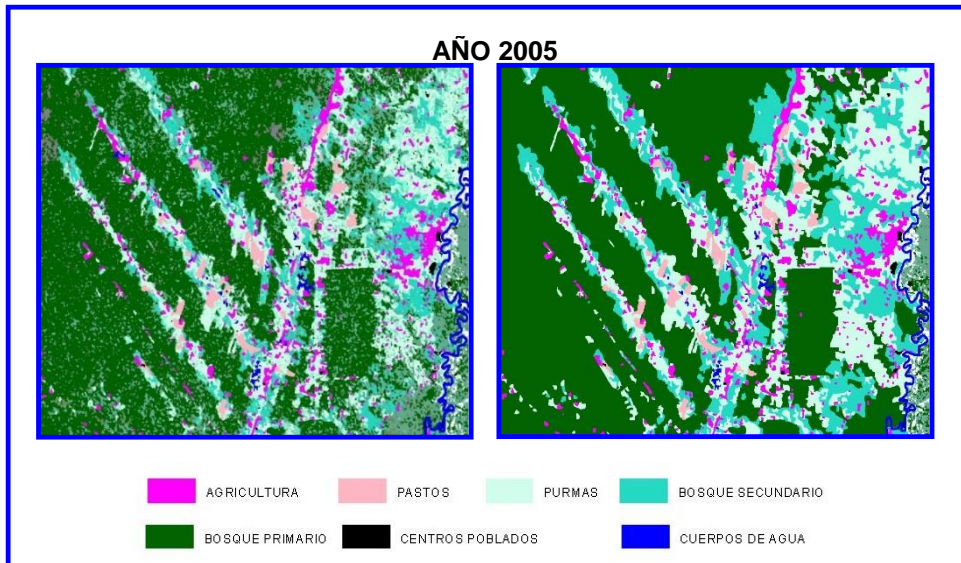 AÑO 2005
AGRICULTURA PASTOS PURMAS BOSQUE SECUNDARIO
BOSQUE PRIMARIO CENTROS POBLADOS CUERPOS DE AGUA